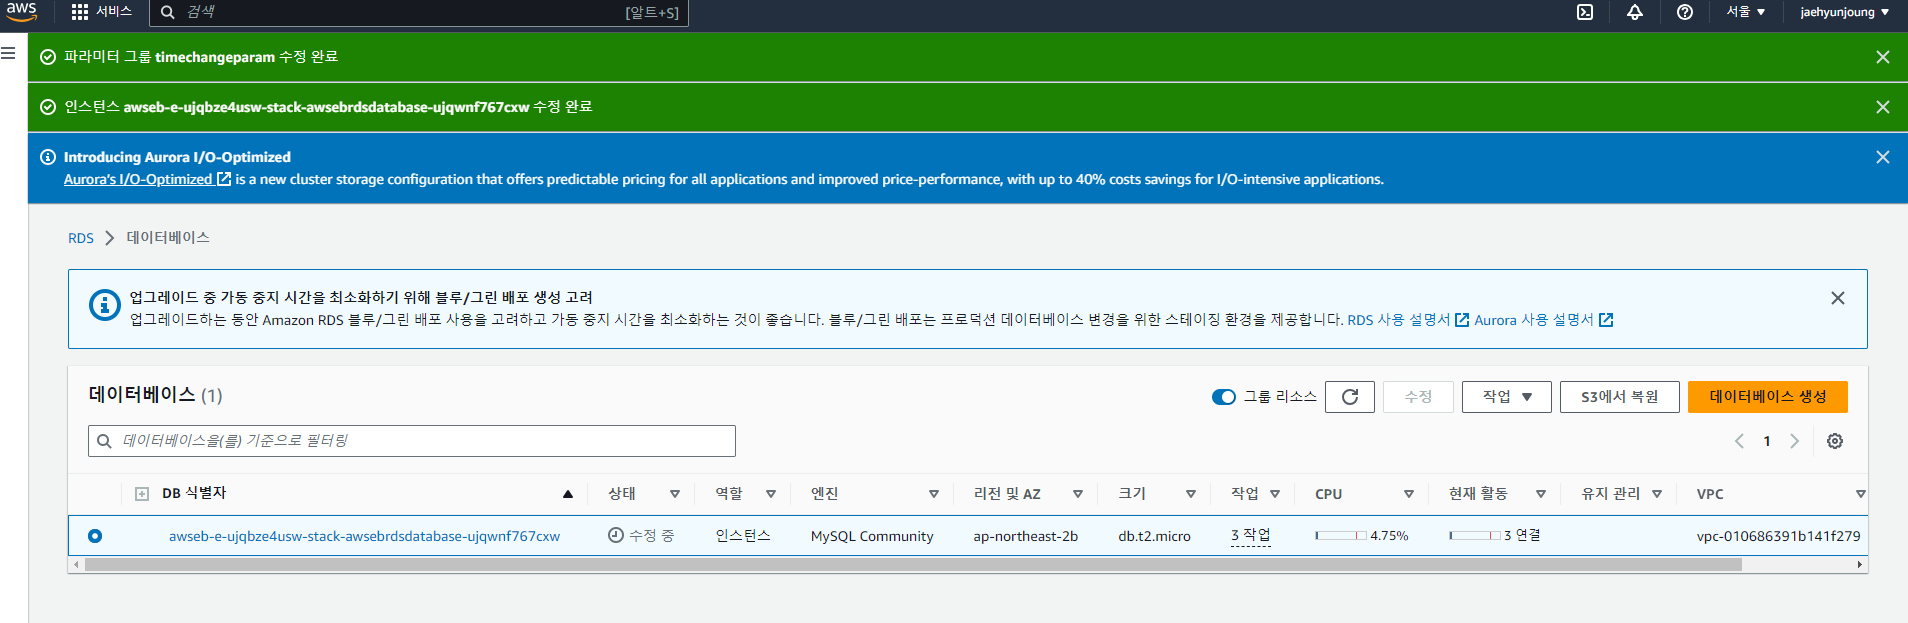 aws 서비스 검색 [알트+S] 서울 ▼ jaehyunjoung ▼
파라미터 그룹 timechangeparam 수정 완료
인스턴스 awseb-e-ujqbze4usw-stack-awsebrdsdatabase-ujqwnf767cxw 수정 완료
Introducing Aurora I/O-Optimized
Aurora's I/O-Optimized is a new cluster storage configuration that offers predictable pricing for all applications and improved price-performance, with up to 40% costs savings for I/O-intensive applications.
RDS > 데이터베이스
업그레이드 중 가동 중지 시간을 최소화하기 위해 블루/그린 배포 생성 고려
업그레이드하는 동안 Amazon RDS 블루/그린 배포 사용을 고려하고 가동 중지 시간을 최소화하는 것이 좋습니다. 블루/그린 배포는 프로덕션 데이터베이스 변경을 위한 스테이징 환경을 제공합니다. RDS 사용 설명서 Aurora 사용 설명서
데이터베이스 (1) 그룹 리소스 수정 작업 ▼ S3에서 복원 데이터베이스 생성
데이터베이스을(를) 기준으로 필터링 < 1 >
DB 식별자 상태 역할 엔진 리전 및 AZ 크기 작업 CPU 현재 활동 유지 관리 VPC
awseb-e-ujqbze4usw-stack-awsebrdsdatabase-ujqwnf767cxw 수정 중 인스턴스 MySQL Community ap-northeast-2b db.t2.micro 3 작업 4.75% 3 연결 vpc-010686391b141f279